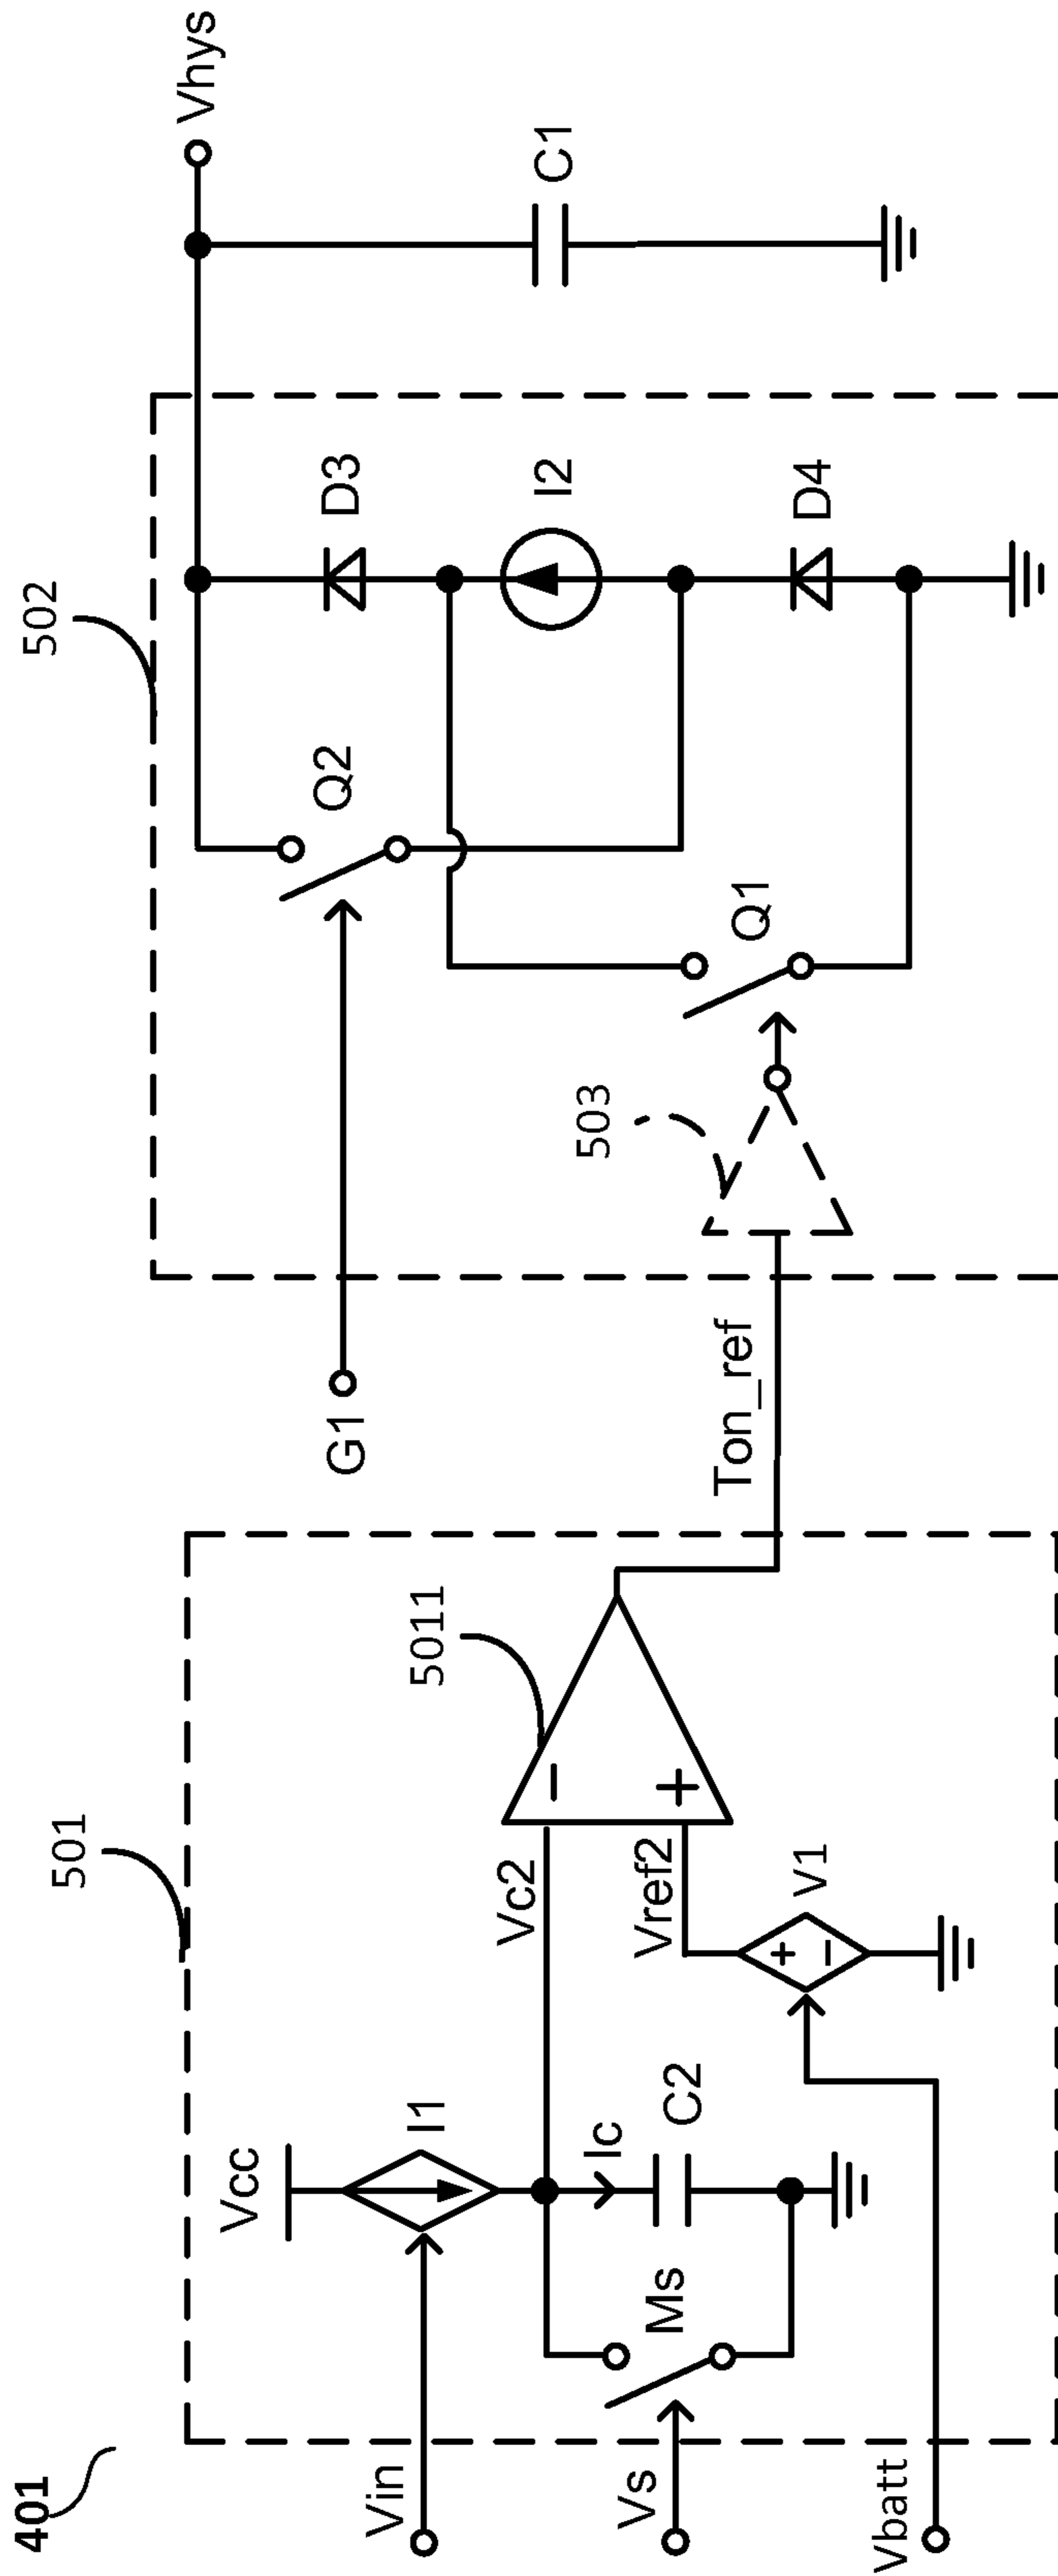 401
501
502
Vcc
I1
Vin
Ms
Ic
C2
Vs
Vbatt
Vc2
Vref2
V1
5011
−
+
+
−
Ton_ref
G1
503
Q2
Q1
D3
I2
D4
Vhys
C1